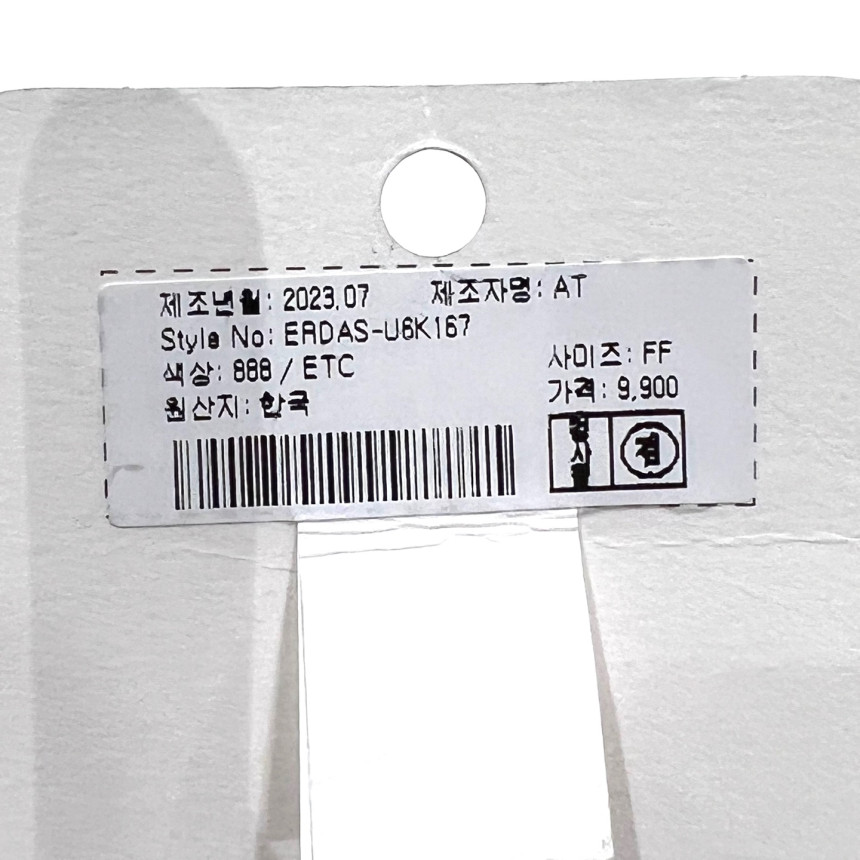 제조년월: 2023.07 제조자명: AT
Style No: ERDAS-U6K167
색상: 888 / ETC 사이즈: FF
원산지: 한국 가격: 9,900
검사필 검